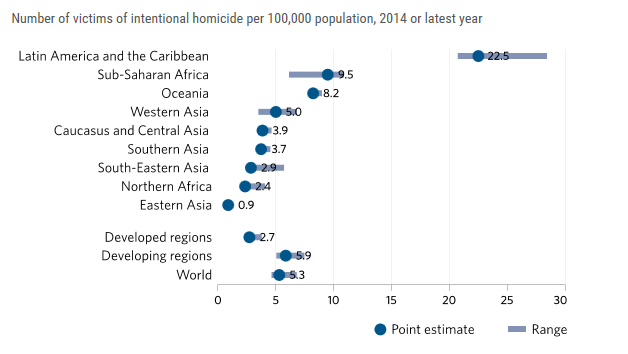 Number of victims of intentional homicide per 100,000 population, 2014 or latest year
Latin America and the Caribbean 22.5
Sub-Saharan Africa 9.5
Oceania 8.2
Western Asia 5.0
Caucasus and Central Asia 3.9
Southern Asia 3.7
South-Eastern Asia 2.9
Northern Africa 2.4
Eastern Asia 0.9
Developed regions 2.7
Developing regions 5.9
World 5.3
0 5 10 15 20 25 30
Point estimate Range